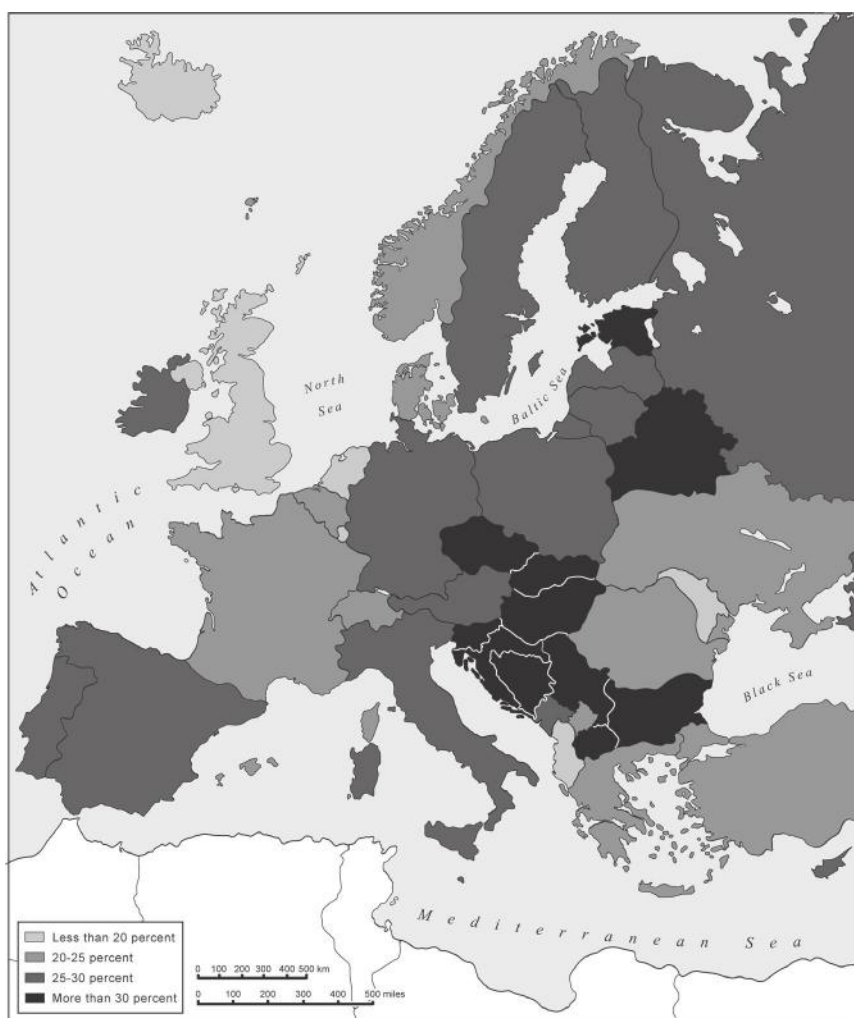 North
Sea
Baltic Sea
Atlantic
Ocean
Black Sea
Mediterranean Sea
Less than 20 percent
20-25 percent
25-30 percent
More than 30 percent
0 100 200 300 400 500 km
0 100 200 300 400 500 miles